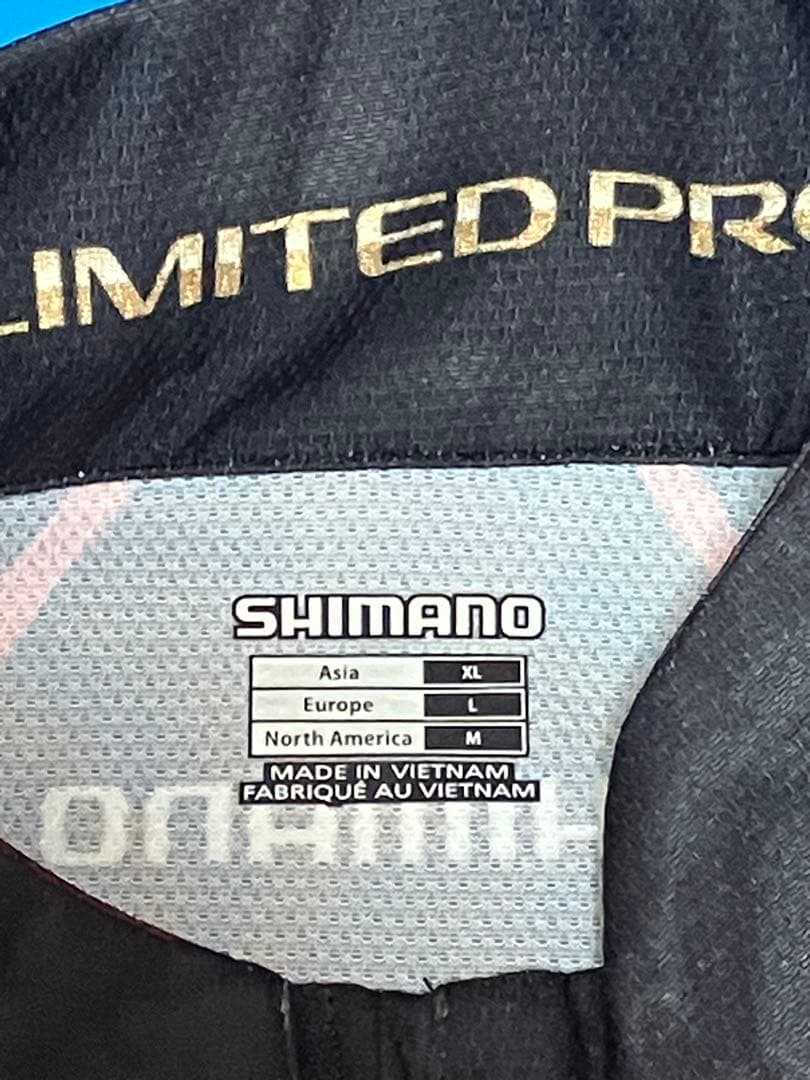 LIMITED PRO
SHIMANO
Asia XL
Europe L
North America M
MADE IN VIETNAM
FABRIQUÉ AU VIETNAM